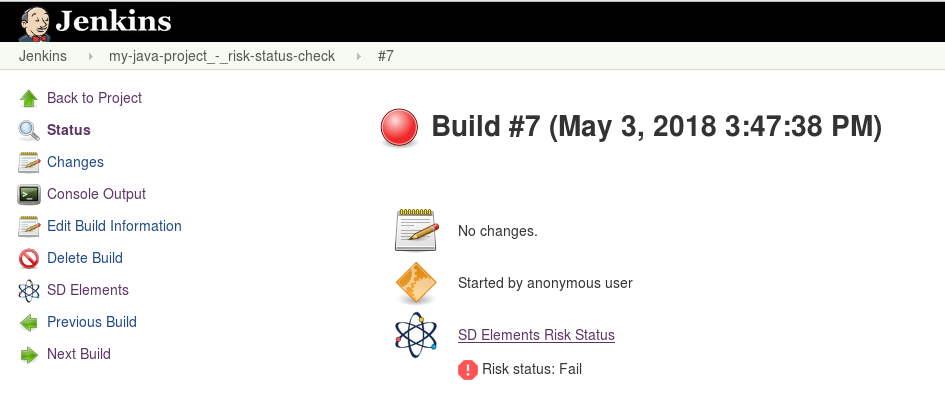 Jenkins
Jenkins my-java-project_-_risk-status-check #7
Back to Project
Status
Changes
Console Output
Edit Build Information
Delete Build
SD Elements
Previous Build
Next Build
Build #7 (May 3, 2018 3:47:38 PM)
No changes.
Started by anonymous user
SD Elements Risk Status
Risk status: Fail